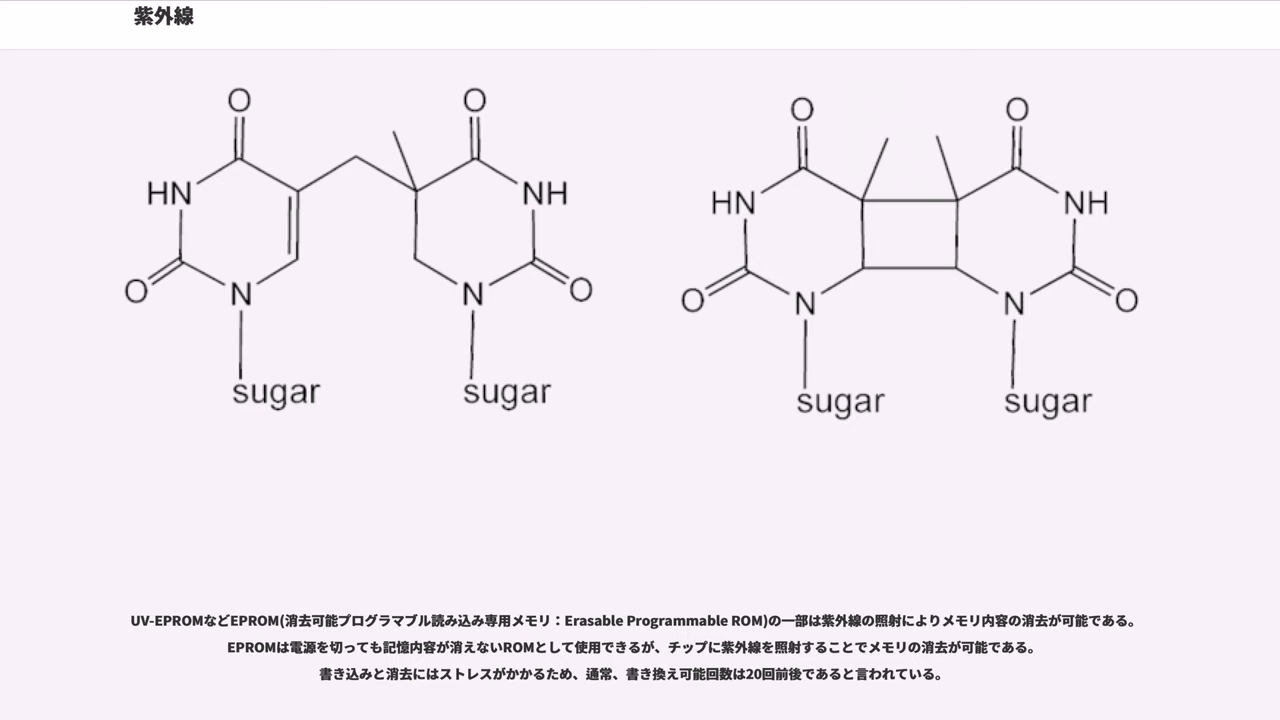 紫外線
O O O O
HN NH HN NH
O N N O O N N O
sugar sugar sugar sugar
UV-EPROMなどEPROM(消去可能プログラマブル読み込み専用メモリ：Erasable Programmable ROM)の一部は紫外線の照射によりメモリ内容の消去が可能である。
EPROMは電源を切っても記憶内容が消えないROMとして使用できるが、チップに紫外線を照射することでメモリの消去が可能である。
書き込みと消去にはストレスがかかるため、通常、書き換え可能回数は20回前後であると言われている。